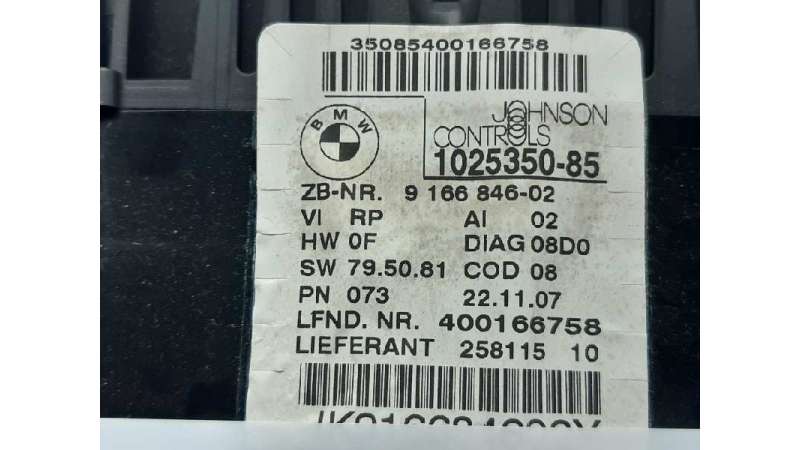 35085400166758
BMW
JOHNSON
CONTROLS
1025350-85
ZB-NR. 9 166 846-02
VI RP AI 02
HW 0F DIAG 08D0
SW 79.50.81 COD 08
PN 073 22.11.07
LFND. NR. 400166758
LIEFERANT 258115 10